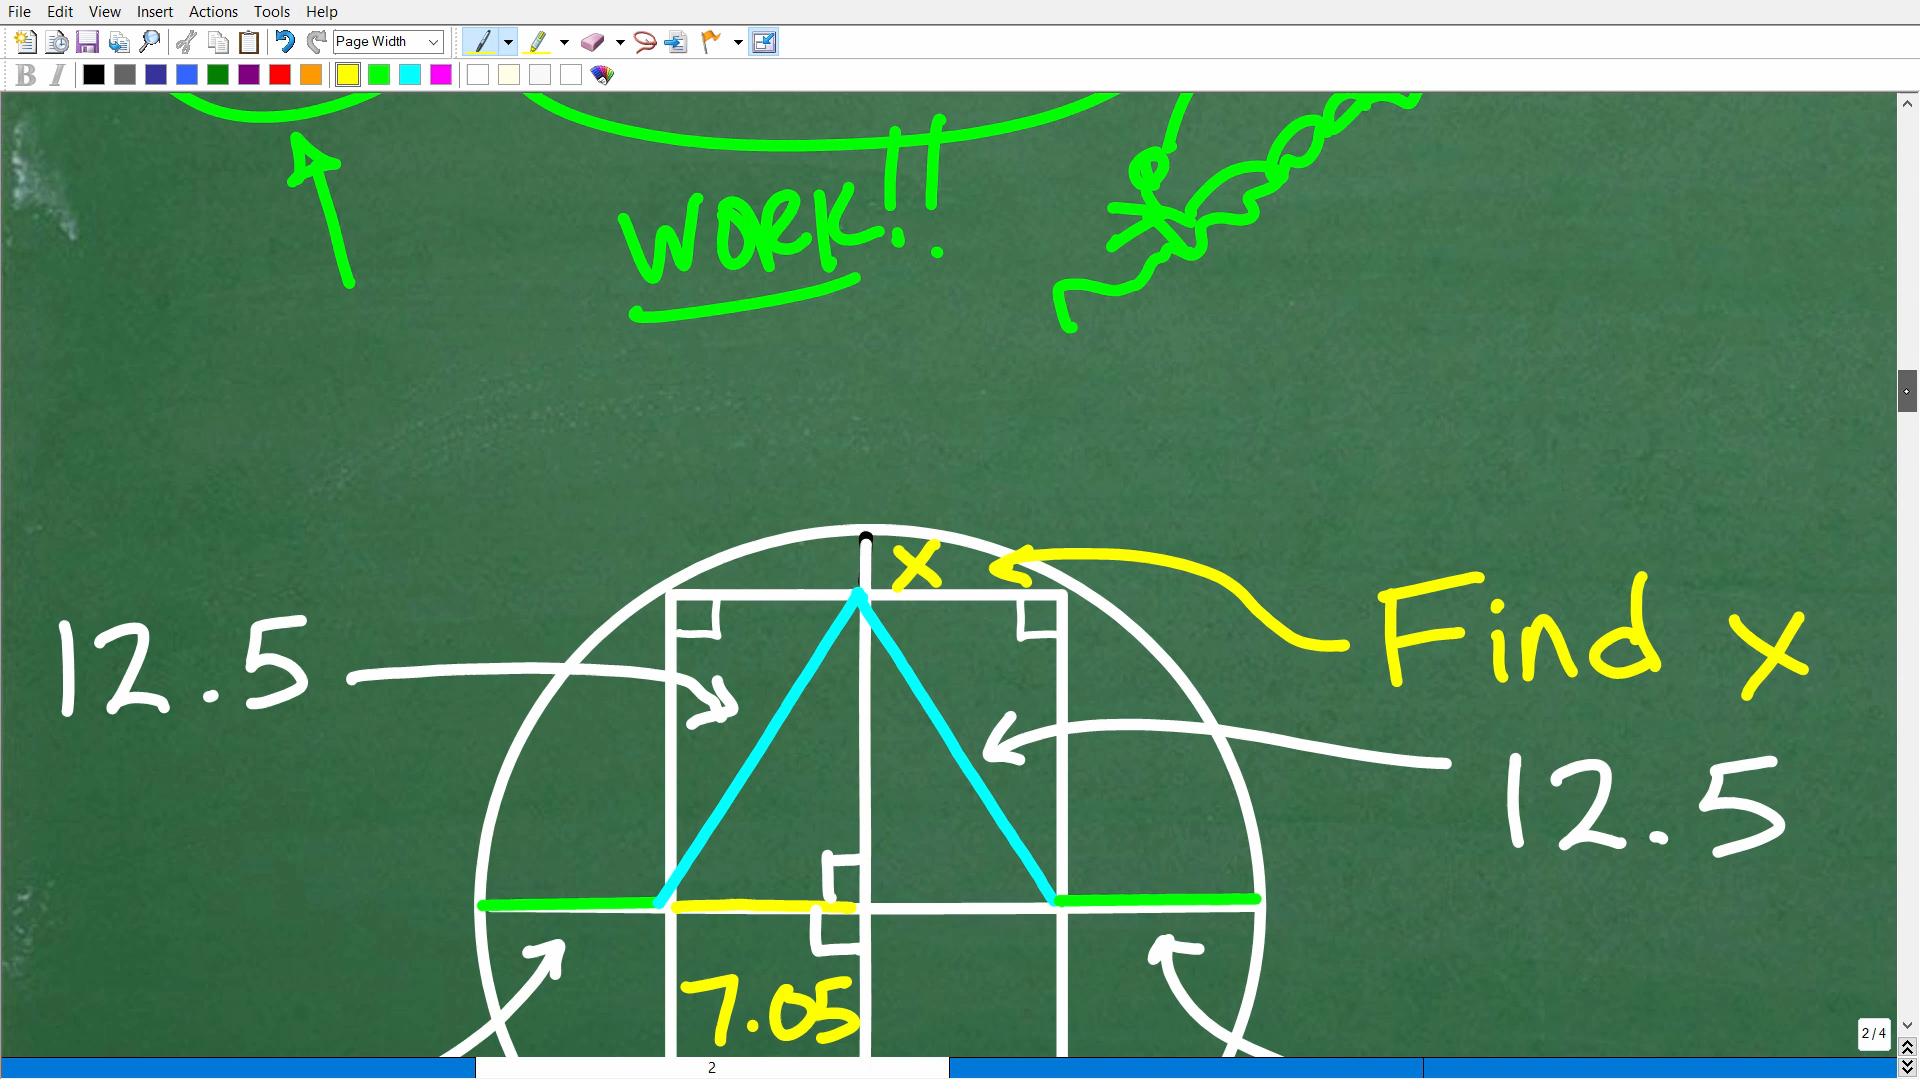 File Edit View Insert Actions Tools Help
Page Width
B I
WORK!!
x
Find x
12.5
12.5
7.05
2 / 4
2